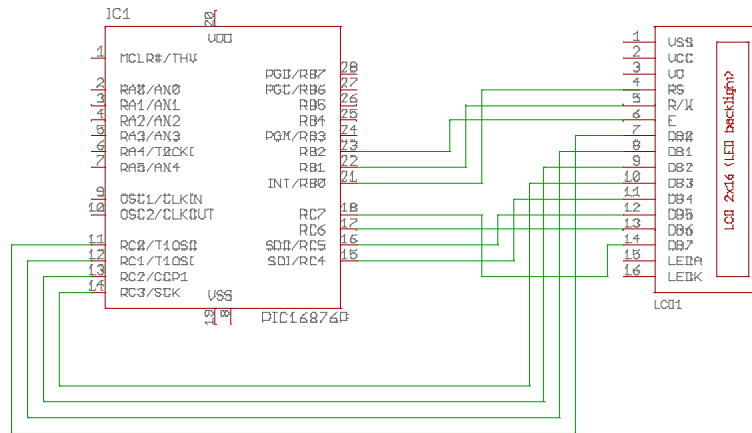 IC1
20
VDD
1 MCLR#/THV
PGD/RB7 28
2 RA0/AN0
PGC/RB6 27
3 RA1/AN1
RB5 26
4 RA2/AN2
RB4 25
5 RA3/AN3
PGM/RB3 24
6 RA4/T0CKI
RB2 23
7 RA5/AN4
RB1 22
INT/RB0 21
9 OSC1/CLKIN
10 OSC2/CLKOUT
RC7 18
RC6 17
11 RC0/T1OSO
SDO/RC5 16
12 RC1/T1OSI
SDI/RC4 15
13 RC2/CCP1
14 RC3/SCK
VSS
19 8
PIC16876P
1 VSS
2 VCC
3 VO
4 RS
5 R/W
6 E
7 DB0
8 DB1
9 DB2
10 DB3
11 DB4
12 DB5
13 DB6
14 DB7
15 LEDA
16 LEDK
LCD 2x16 (LED backlight)
LCD1